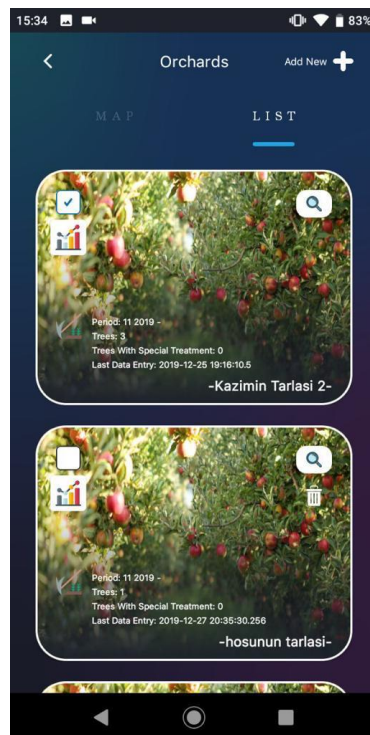 15:34
83%
Orchards
Add New
MAP
LIST
Period: 11 2019 -
Trees: 3
Trees With Special Treatment: 0
Last Data Entry: 2019-12-25 19:16:10.5
-Kazimin Tarlasi 2-
Period: 11 2019 -
Trees: 1
Trees With Special Treatment: 0
Last Data Entry: 2019-12-27 20:35:30.256
-hosunun tarlasi-